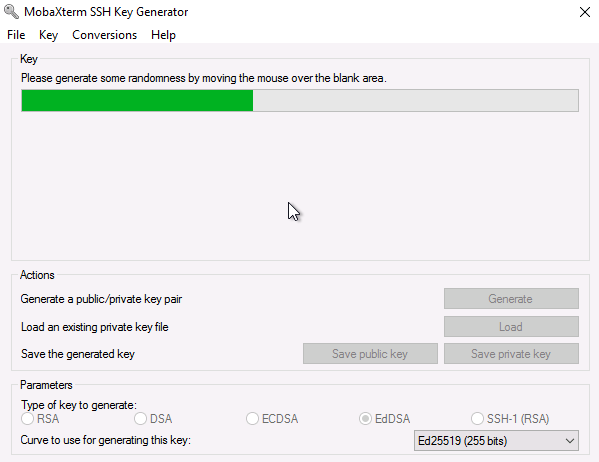 MobaXterm SSH Key Generator
File Key Conversions Help
Key
Please generate some randomness by moving the mouse over the blank area.
Actions
Generate a public/private key pair
Generate
Load an existing private key file
Load
Save the generated key
Save public key
Save private key
Parameters
Type of key to generate:
RSA
DSA
ECDSA
EdDSA
SSH-1 (RSA)
Curve to use for generating this key:
Ed25519 (255 bits)